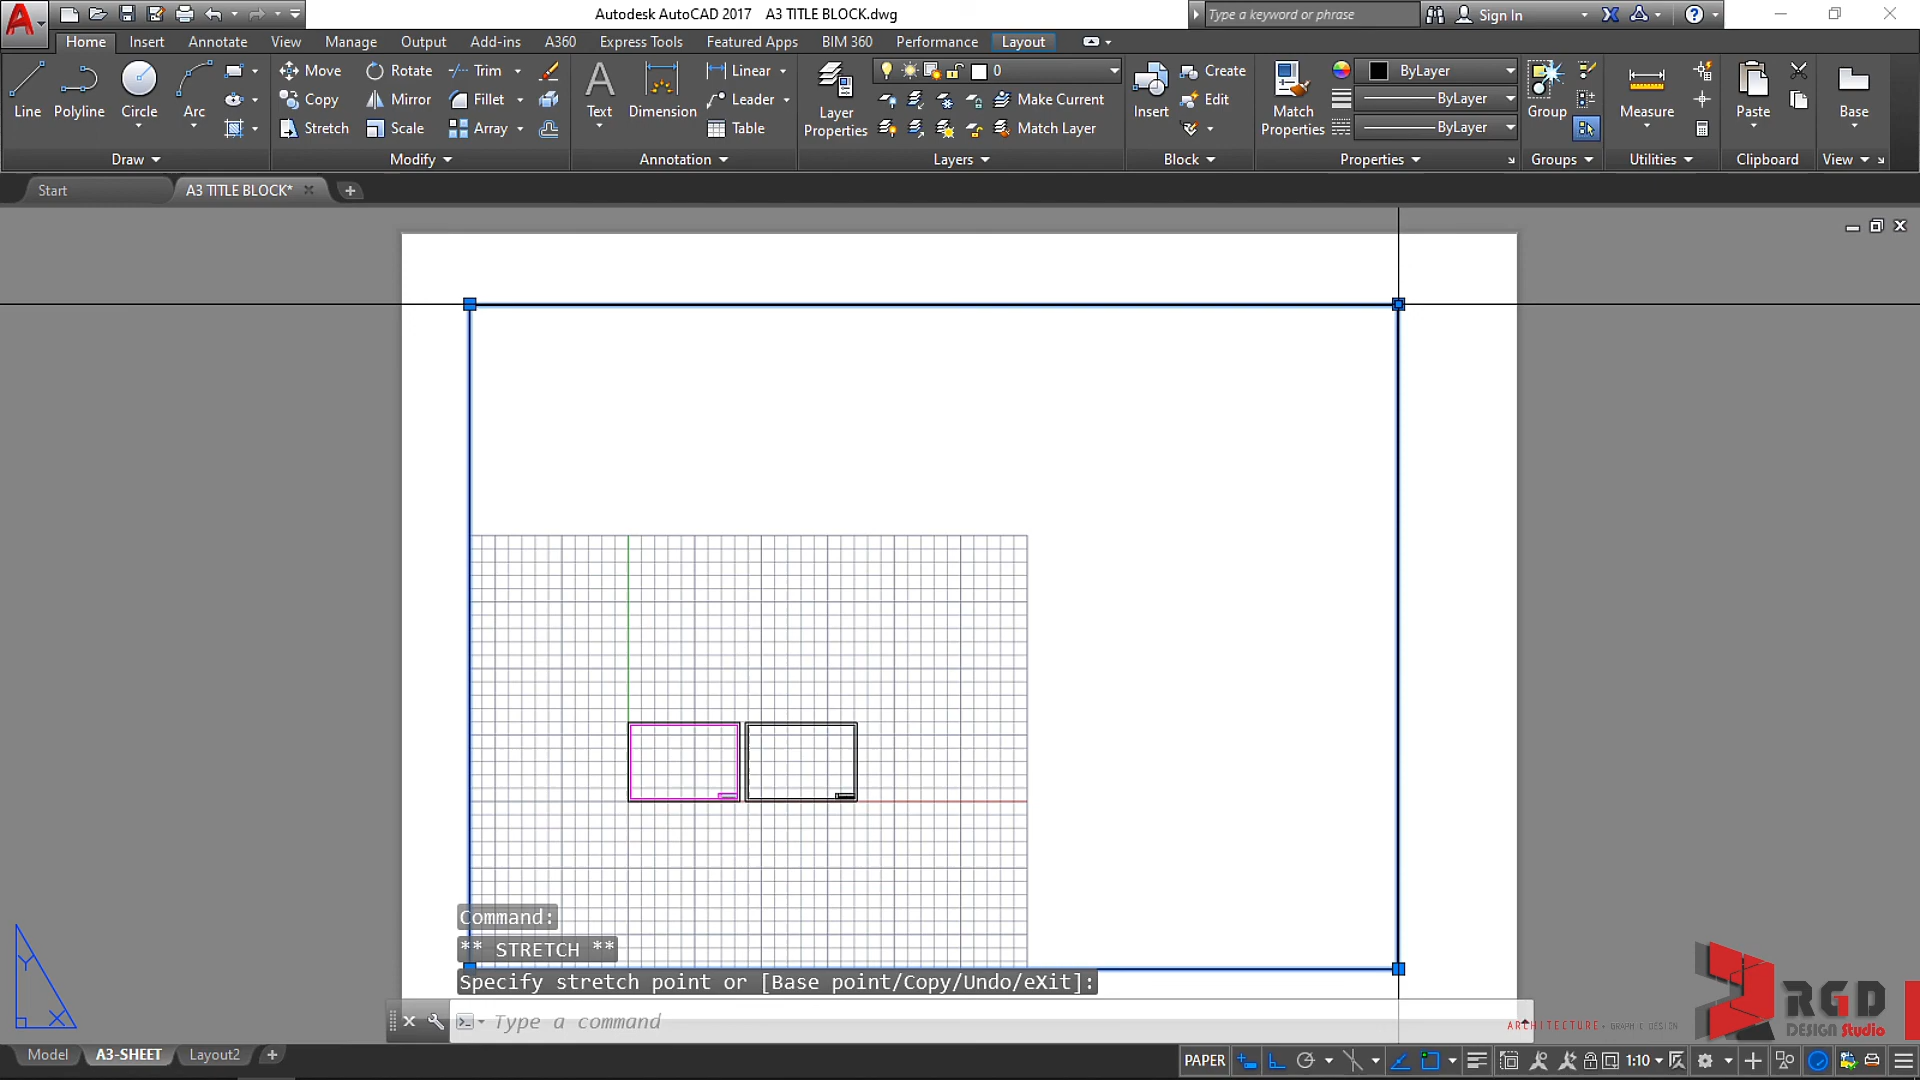 Autodesk AutoCAD 2017 A3 TITLE BLOCK.dwg
Type a keyword or phrase
Sign In
Home Insert Annotate View Manage Output Add-ins A360 Express Tools Featured Apps BIM 360 Performance Layout
Line
Polyline
Circle
Arc
Draw
Move
Copy
Stretch
Rotate
Mirror
Scale
Trim
Fillet
Array
Modify
Text
Dimension
Linear
Leader
Table
Annotation
Layer
Properties
0
Make Current
Match Layer
Layers
Insert
Create
Edit
Block
Match
Properties
ByLayer
ByLayer
ByLayer
Properties
Group
Groups
Measure
Utilities
Paste
Clipboard
Base
View
Start
A3 TITLE BLOCK*
Command:
** STRETCH **
Specify stretch point or [Base point/Copy/Undo/eXit]:
Type a command
Y
X
RGD
DESIGN Studio
ARCHITECTURE + GRAPHIC DESIGN
Model A3-SHEET Layout2
PAPER
1:10